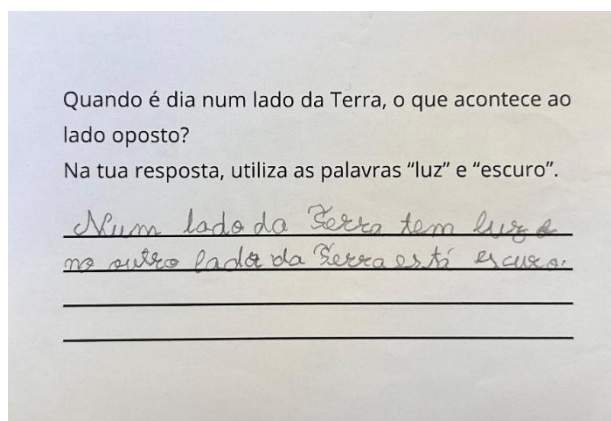 Quando é dia num lado da Terra, o que acontece ao
lado oposto?
Na tua resposta, utiliza as palavras “luz” e “escuro”.
Num lado da Terra tem luz e
no outro lado da Terra está escuro.